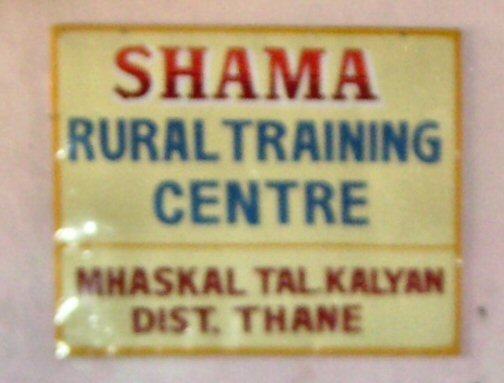 SHAMA
RURAL TRAINING
CENTRE
MHASKAL TAL. KALYAN
DIST. THANE